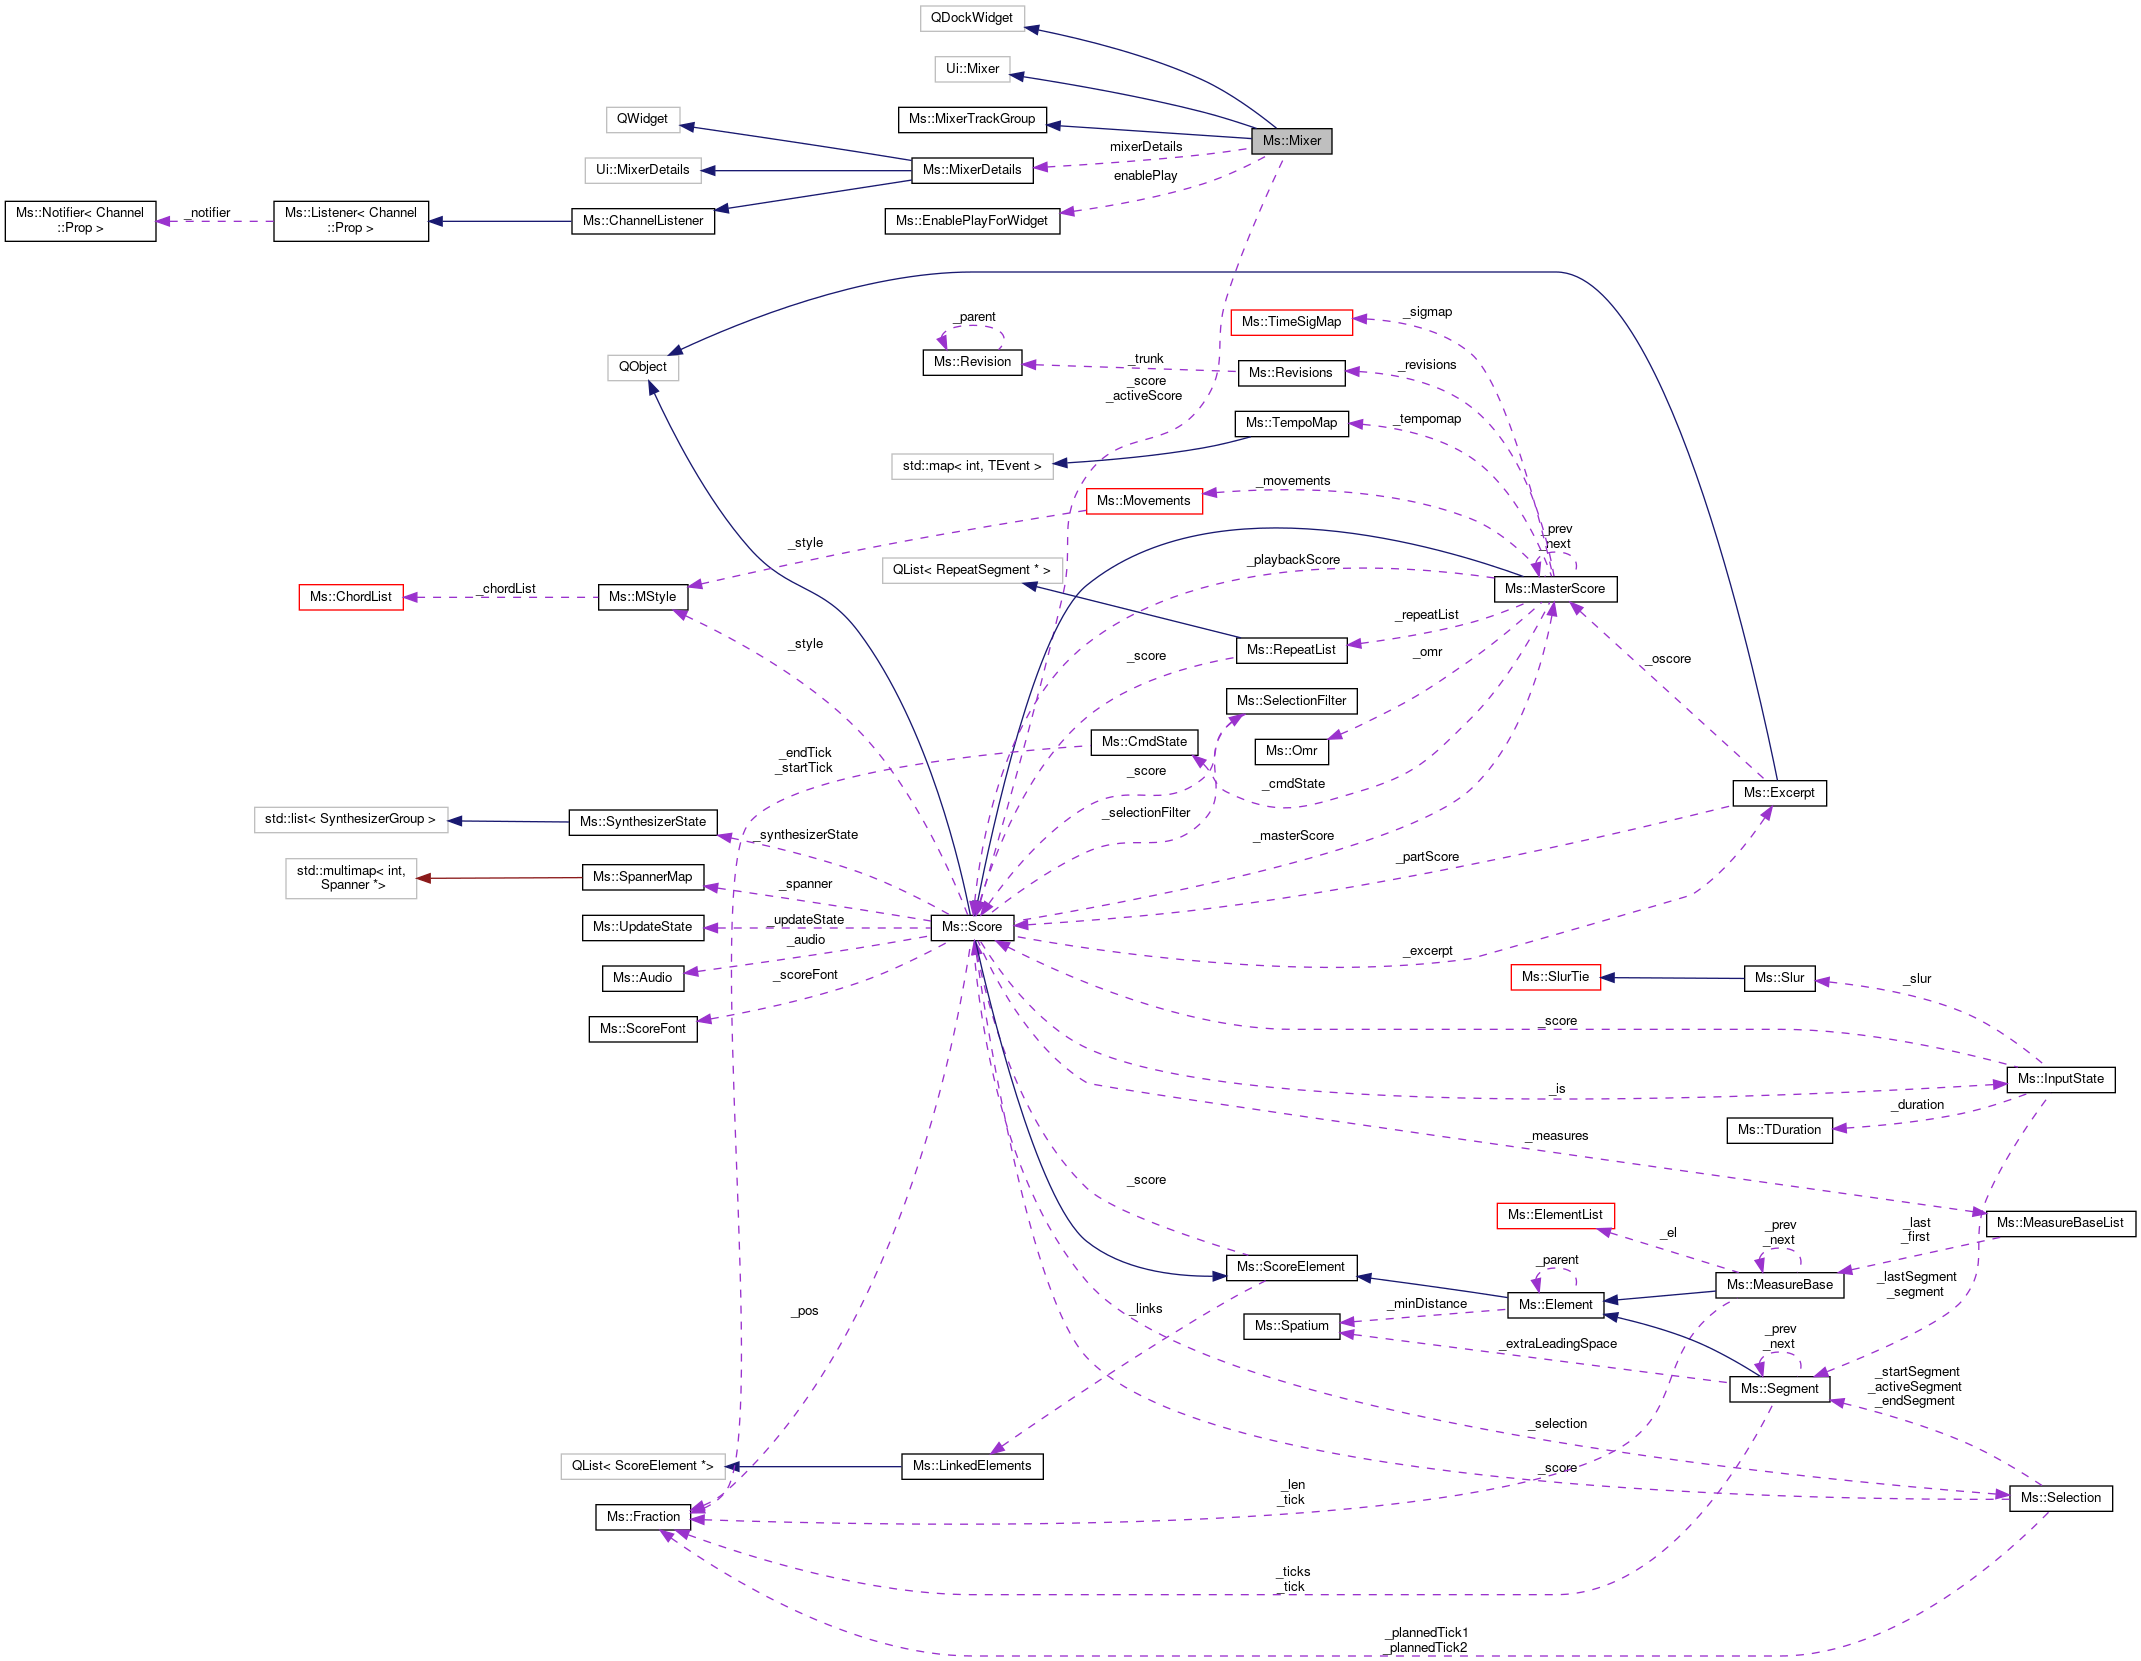 QDockWidget
Ui::Mixer
QWidget
Ms::MixerTrackGroup
Ms::Mixer
mixerDetails
Ui::MixerDetails
Ms::MixerDetails
enablePlay
Ms::Notifier< Channel
::Prop >
_notifier
Ms::Listener< Channel
::Prop >
Ms::ChannelListener
Ms::EnablePlayForWidget
_parent
Ms::TimeSigMap
_sigmap
QObject
Ms::Revision
_trunk
Ms::Revisions
_revisions
_score
_activeScore
Ms::TempoMap
_tempomap
std::map< int, TEvent >
Ms::Movements
_movements
_style
_prev
_next
QList< RepeatSegment * >
_playbackScore
Ms::MasterScore
Ms::ChordList
_chordList
Ms::MStyle
_style
_score
Ms::RepeatList
_repeatList
_omr
_oscore
Ms::SelectionFilter
Ms::CmdState
Ms::Omr
_endTick
_startTick
_score
_cmdState
Ms::Excerpt
_selectionFilter
std::list< SynthesizerGroup >
Ms::SynthesizerState
_synthesizerState
_masterScore
_partScore
std::multimap< int,
Spanner *>
Ms::SpannerMap
_spanner
Ms::UpdateState
_updateState
Ms::Score
_audio
_excerpt
Ms::Audio
_scoreFont
Ms::SlurTie
Ms::Slur
_slur
Ms::ScoreFont
_score
Ms::InputState
_is
_duration
Ms::TDuration
_measures
_score
Ms::ElementList
Ms::MeasureBaseList
_el
_prev
_next
_last
_first
Ms::ScoreElement
_parent
Ms::MeasureBase
_lastSegment
_segment
_pos
_links
Ms::Spatium
_minDistance
Ms::Element
_extraLeadingSpace
_prev
_next
Ms::Segment
_startSegment
_activeSegment
_endSegment
_selection
QList< ScoreElement *>
Ms::LinkedElements
_score
_len
_tick
Ms::Selection
Ms::Fraction
_ticks
_tick
_plannedTick1
_plannedTick2